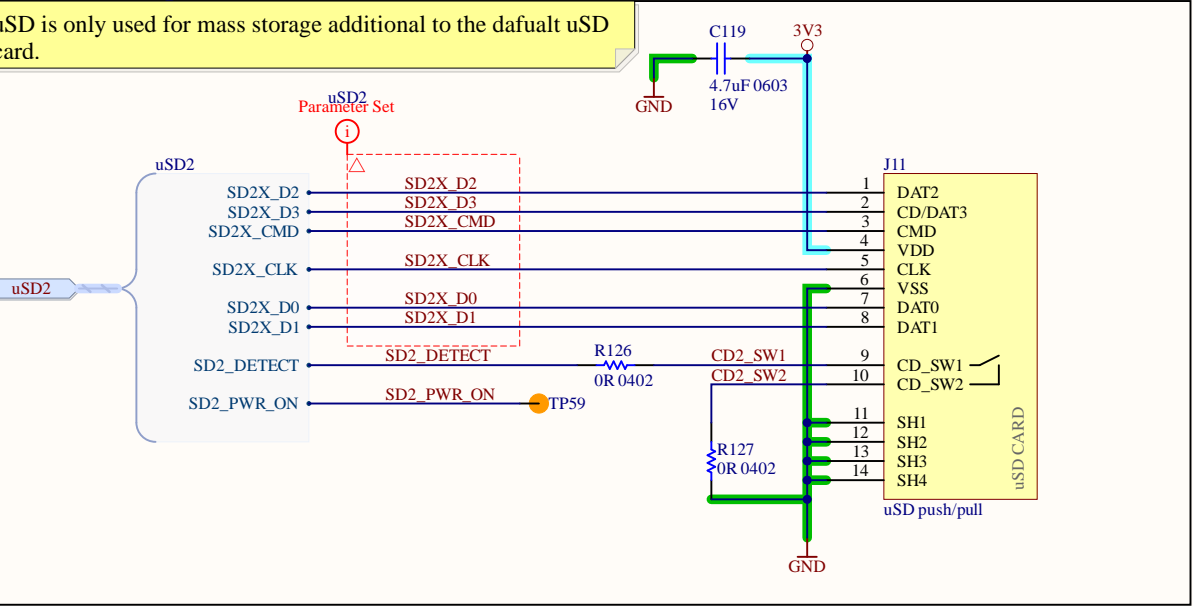 uSD is only used for mass storage additional to the dafualt uSD
card.
C119
3V3
4.7uF 0603
16V
GND
uSD2
Parameter Set
i
uSD2
J11
SD2X_D2 SD2X_D2 1 DAT2
SD2X_D3 SD2X_D3 2 CD/DAT3
SD2X_CMD SD2X_CMD 3 CMD
4 VDD
SD2X_CLK SD2X_CLK 5 CLK
uSD2
6 VSS
SD2X_D0 SD2X_D0 7 DAT0
SD2X_D1 SD2X_D1 8 DAT1
SD2_DETECT SD2_DETECT R126 CD2_SW1 9 CD_SW1
0R 0402 CD2_SW2 10 CD_SW2
SD2_PWR_ON SD2_PWR_ON TP59
11 SH1
12 SH2
R127 13 SH3
0R 0402 14 SH4
uSD CARD
uSD push/pull
GND